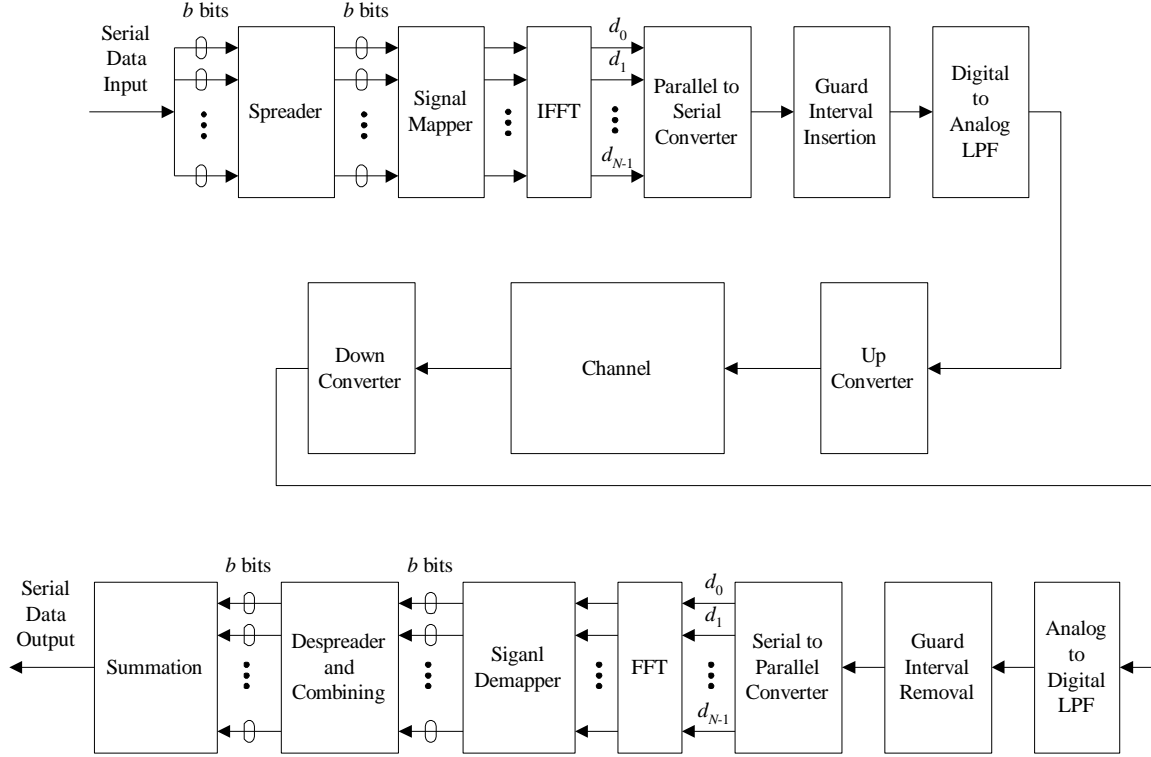 b bits
b bits
Serial
Data
Input
Spreader
Signal
Mapper
IFFT
d0
d1
dN-1
Parallel to
Serial
Converter
Guard
Interval
Insertion
Digital
to
Analog
LPF
Down
Converter
Channel
Up
Converter
Serial
Data
Output
Summation
b bits
Despreader
and
Combining
b bits
Siganl
Demapper
FFT
d0
d1
dN-1
Serial to
Parallel
Converter
Guard
Interval
Removal
Analog
to
Digital
LPF